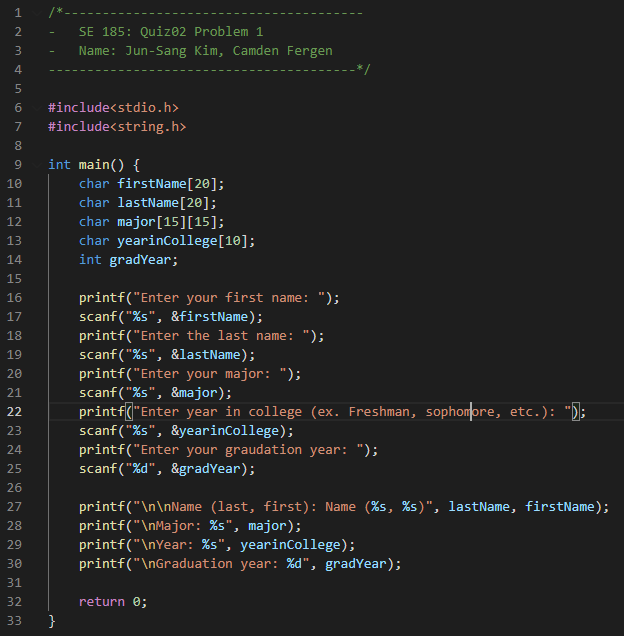 1 /*---------------------------------------
2 -   SE 185: Quiz02 Problem 1
3 -   Name: Jun-Sang Kim, Camden Fergen
4 ----------------------------------------*/
5
6 #include<stdio.h>
7 #include<string.h>
8
9 int main() {
10     char firstName[20];
11     char lastName[20];
12     char major[15][15];
13     char yearinCollege[10];
14     int gradYear;
15
16     printf("Enter your first name: ");
17     scanf("%s", &firstName);
18     printf("Enter the last name: ");
19     scanf("%s", &lastName);
20     printf("Enter your major: ");
21     scanf("%s", &major);
22     printf("Enter year in college (ex. Freshman, sophomore, etc.): ");
23     scanf("%s", &yearinCollege);
24     printf("Enter your graudation year: ");
25     scanf("%d", &gradYear);
26
27     printf("\n\nName (last, first): Name (%s, %s)", lastName, firstName);
28     printf("\nMajor: %s", major);
29     printf("\nYear: %s", yearinCollege);
30     printf("\nGraduation year: %d", gradYear);
31
32     return 0;
33 }